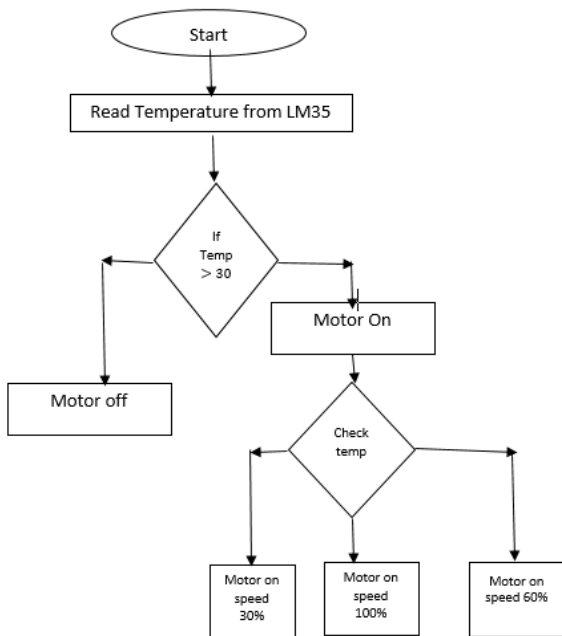 Start
Read Temperature from LM35
If
Temp
> 30
Motor On
Motor off
Check
temp
Motor on
speed
30%
Motor on
speed
100%
Motor on
speed 60%